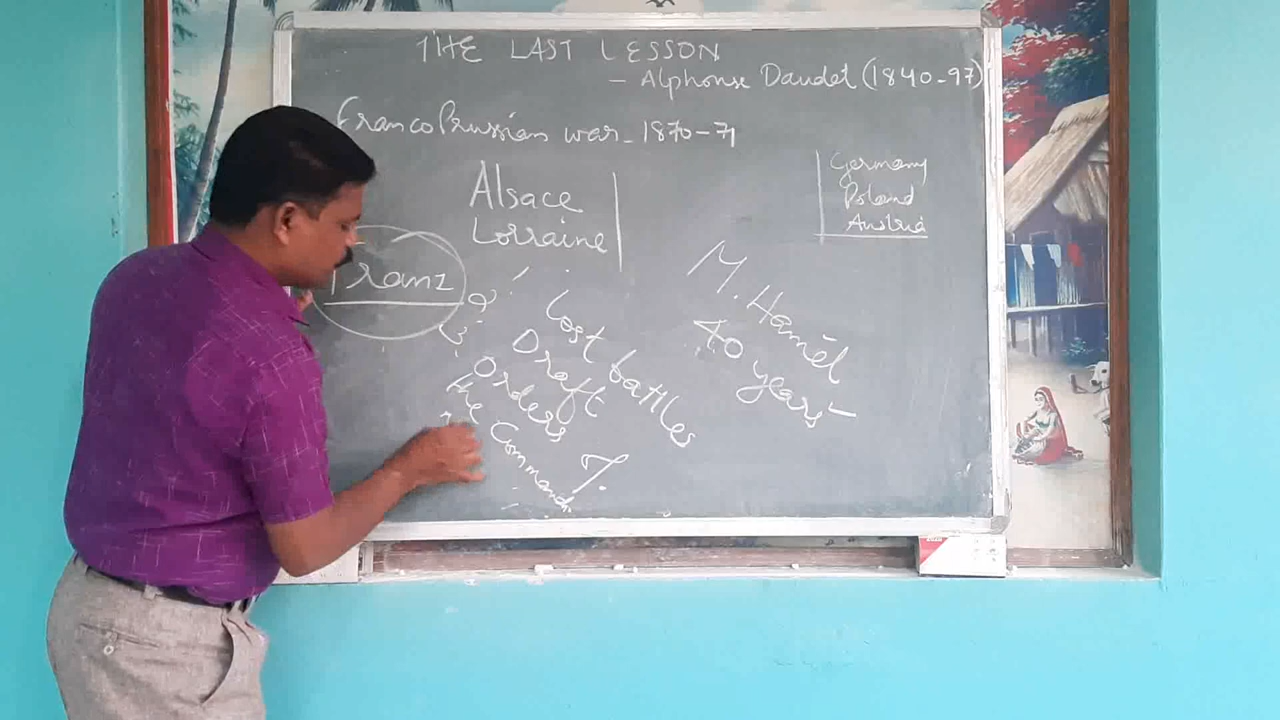 THE LAST LESSON
- Alphonse Daudet (1840-97)
Franco Prussian war - 1870-71
Alsace
Lorraine
Germany
Poland
Austria
Franz
Lost battles
Draft
Orders
the Command
M. Hamel
40 years